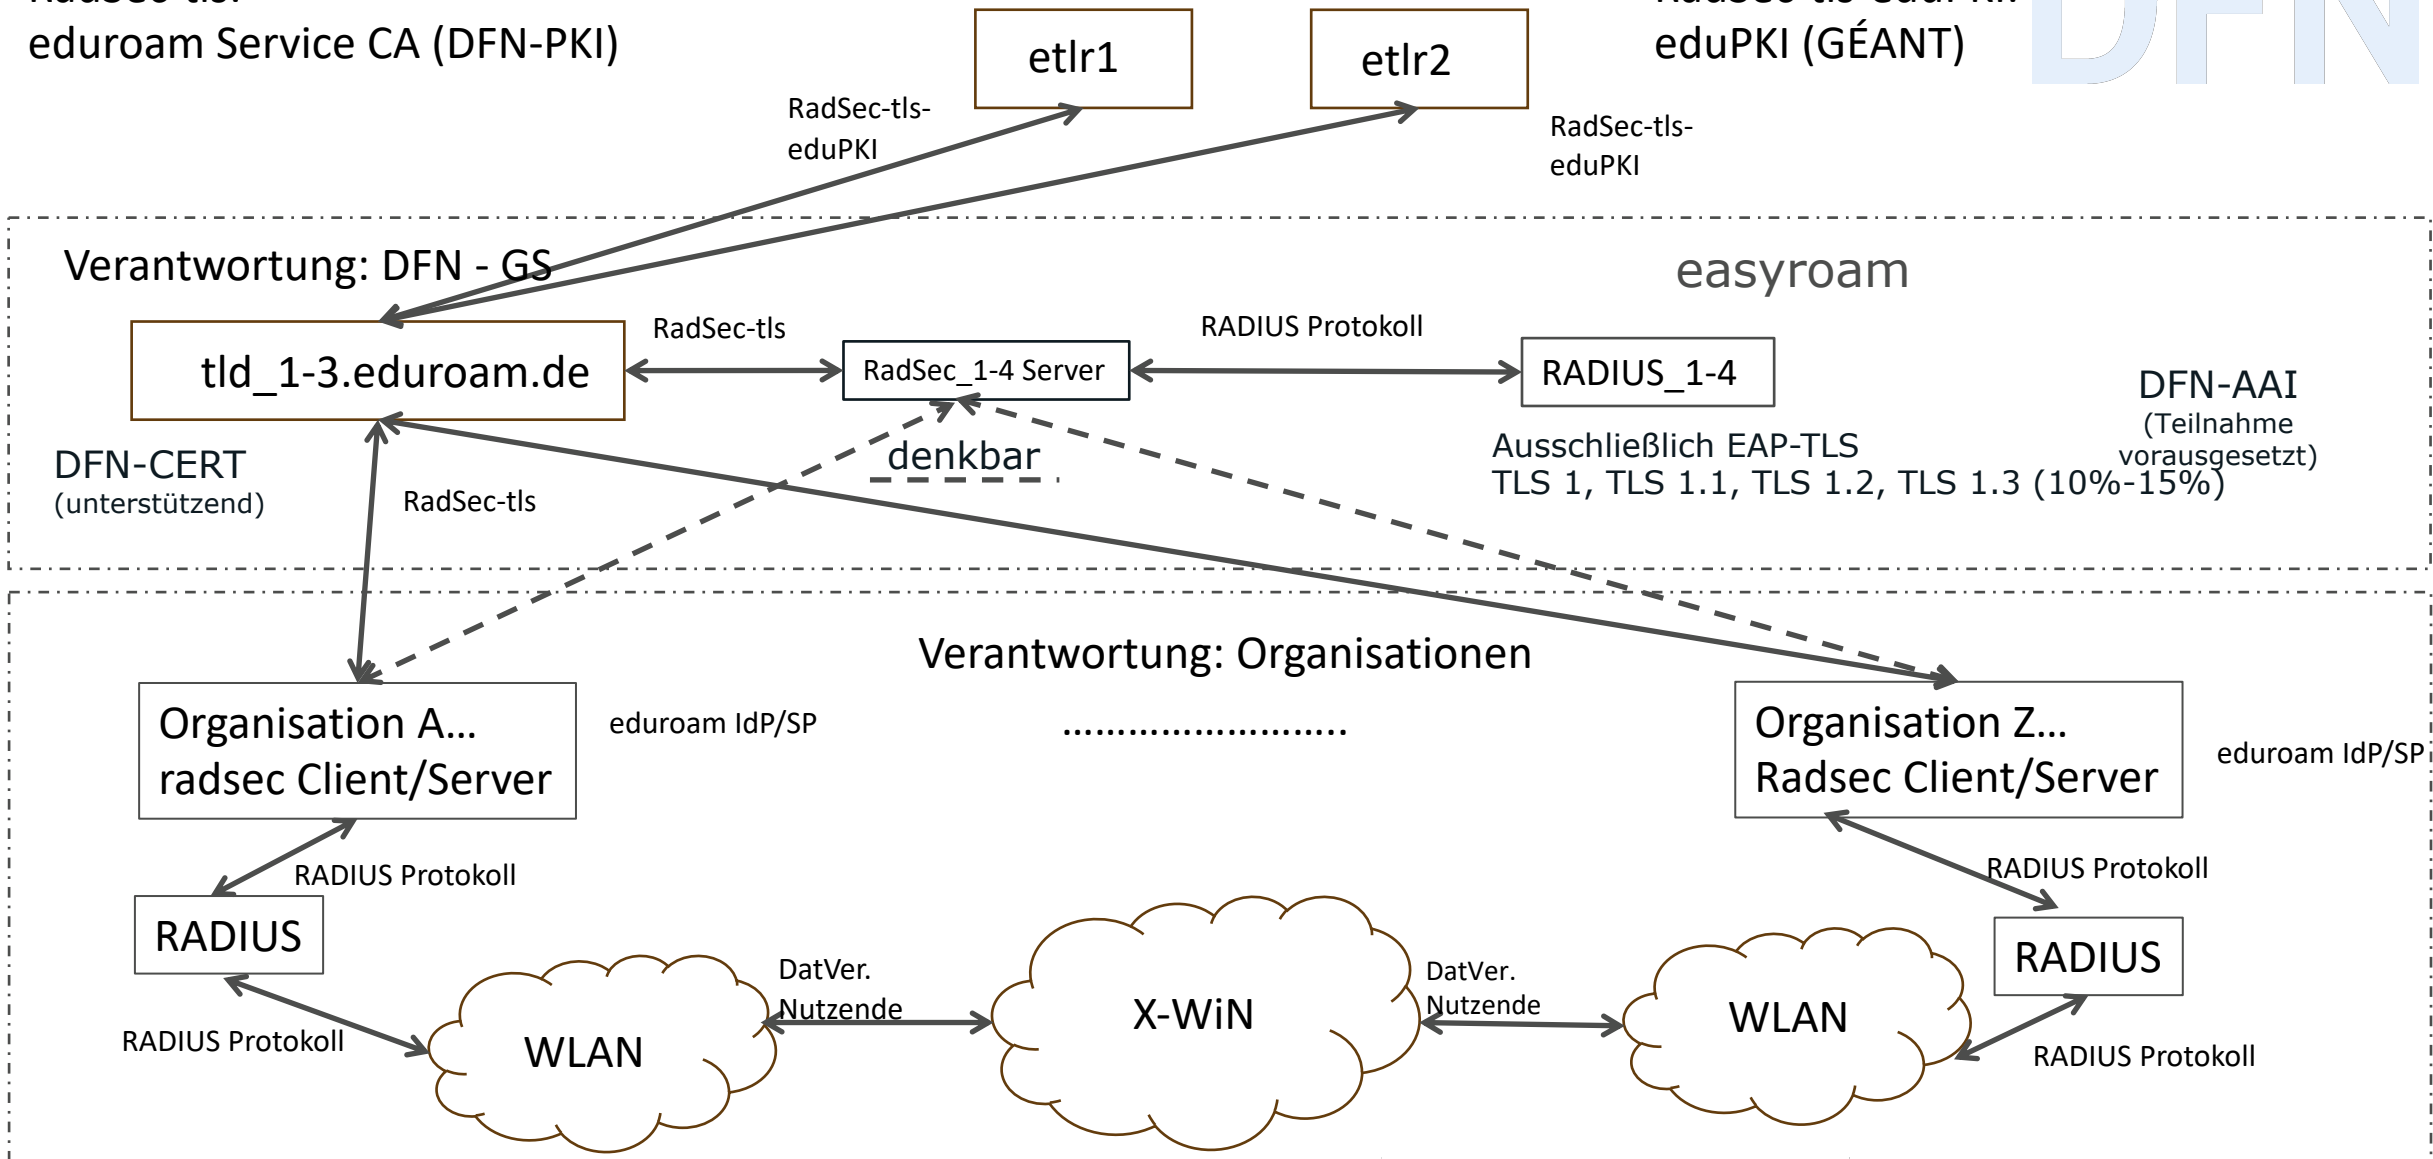 RadSec-tls:
eduroam Service CA (DFN-PKI)
eduPKI (GÉANT)
DFN
etlr1
etlr2
RadSec-tls-
eduPKI
RadSec-tls-
eduPKI
Verantwortung: DFN - GS
easyroam
tld_1-3.eduroam.de
RadSec-tls
RadSec_1-4 Server
RADIUS Protokoll
RADIUS_1-4
DFN-AAI
(Teilnahme
vorausgesetzt)
DFN-CERT
(unterstützend)
RadSec-tls
denkbar
Ausschließlich EAP-TLS
TLS 1, TLS 1.1, TLS 1.2, TLS 1.3 (10%-15%)
Verantwortung: Organisationen
Organisation A...
radsec Client/Server
eduroam IdP/SP
..........................
Organisation Z...
Radsec Client/Server
eduroam IdP/SP
RADIUS Protokoll
RADIUS
RADIUS Protokoll
WLAN
DatVer.
Nutzende
X-WiN
DatVer.
Nutzende
WLAN
RADIUS Protokoll
RADIUS
RADIUS Protokoll